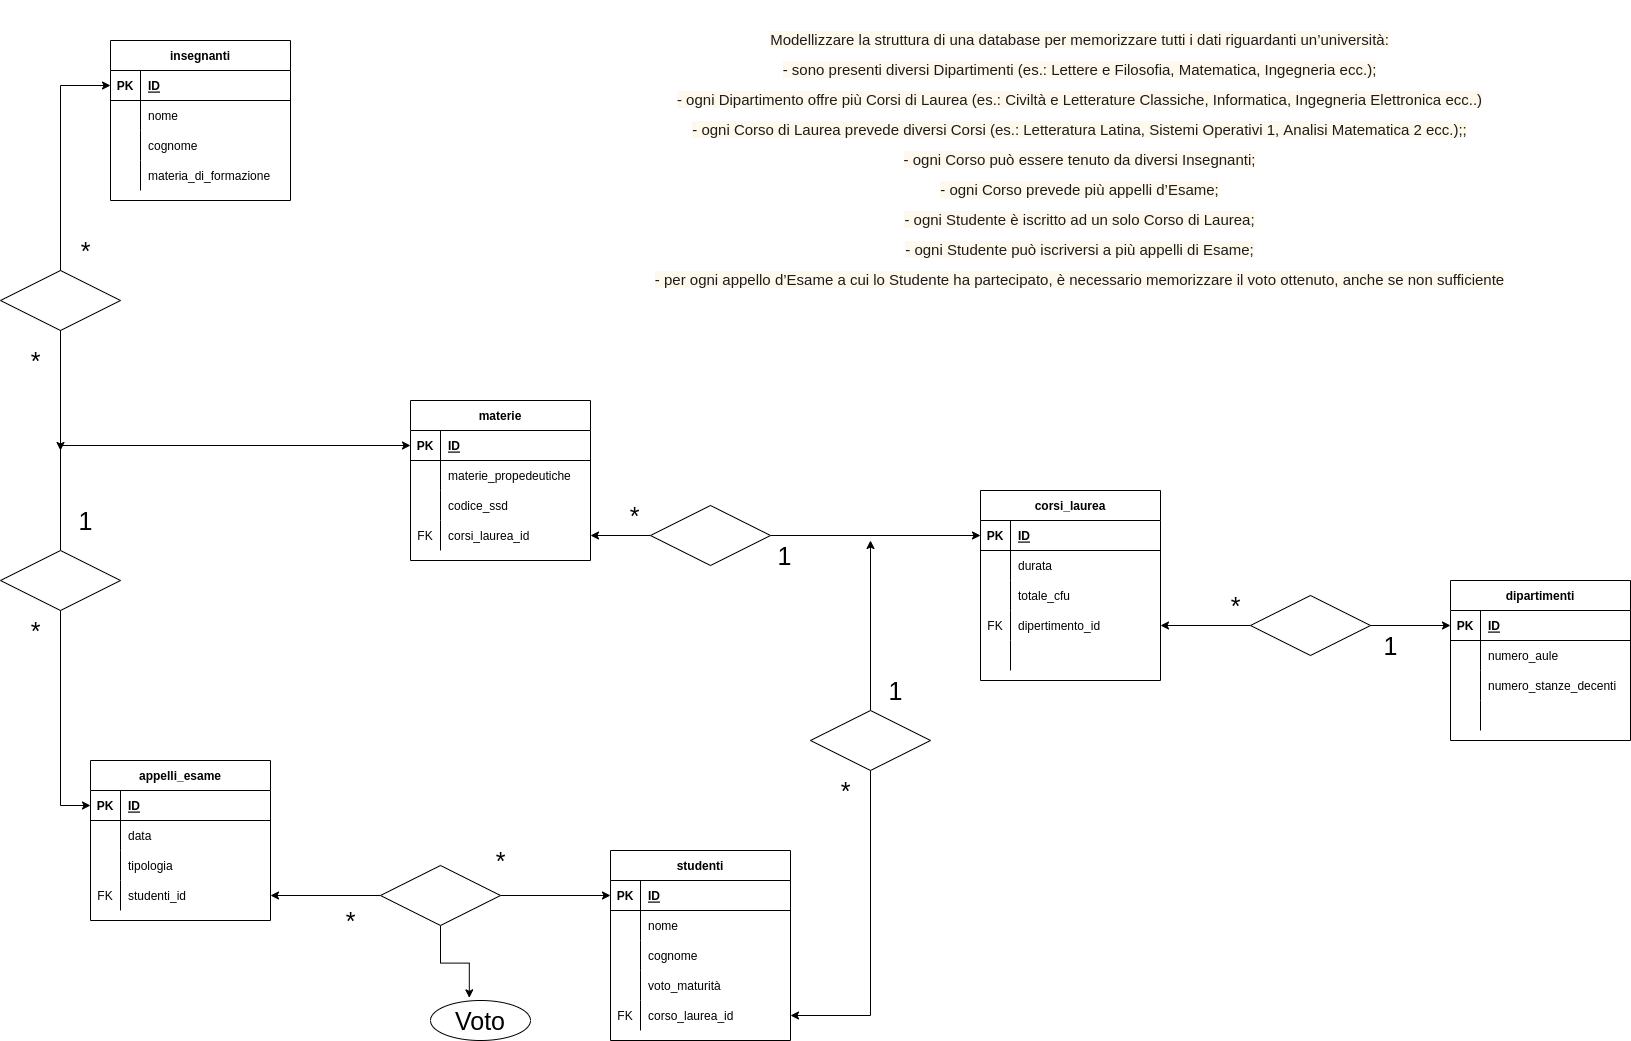 Modellizzare la struttura di una database per memorizzare tutti i dati riguardanti un’università:
- sono presenti diversi Dipartimenti (es.: Lettere e Filosofia, Matematica, Ingegneria ecc.);
- ogni Dipartimento offre più Corsi di Laurea (es.: Civiltà e Letterature Classiche, Informatica, Ingegneria Elettronica ecc..)
- ogni Corso di Laurea prevede diversi Corsi (es.: Letteratura Latina, Sistemi Operativi 1, Analisi Matematica 2 ecc.);;
- ogni Corso può essere tenuto da diversi Insegnanti;
- ogni Corso prevede più appelli d’Esame;
- ogni Studente è iscritto ad un solo Corso di Laurea;
- ogni Studente può iscriversi a più appelli di Esame;
- per ogni appello d’Esame a cui lo Studente ha partecipato, è necessario memorizzare il voto ottenuto, anche se non sufficiente
insegnanti
PK ID
nome
cognome
materia_di_formazione
*
*
materie
PK ID
materie_propedeutiche
codice_ssd
FK corsi_laurea_id
*
1
corsi_laurea
PK ID
durata
totale_cfu
FK dipertimento_id
*
1
dipartimenti
PK ID
numero_aule
numero_stanze_decenti
1
*
1
*
appelli_esame
PK ID
data
tipologia
FK studenti_id
*
*
Voto
studenti
PK ID
nome
cognome
voto_maturità
FK corso_laurea_id